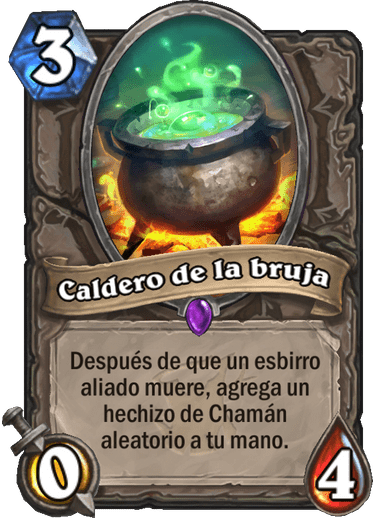 3
Caldero de la bruja
Después de que un esbirro
aliado muere, agrega un
hechizo de Chamán
aleatorio a tu mano.
0
4